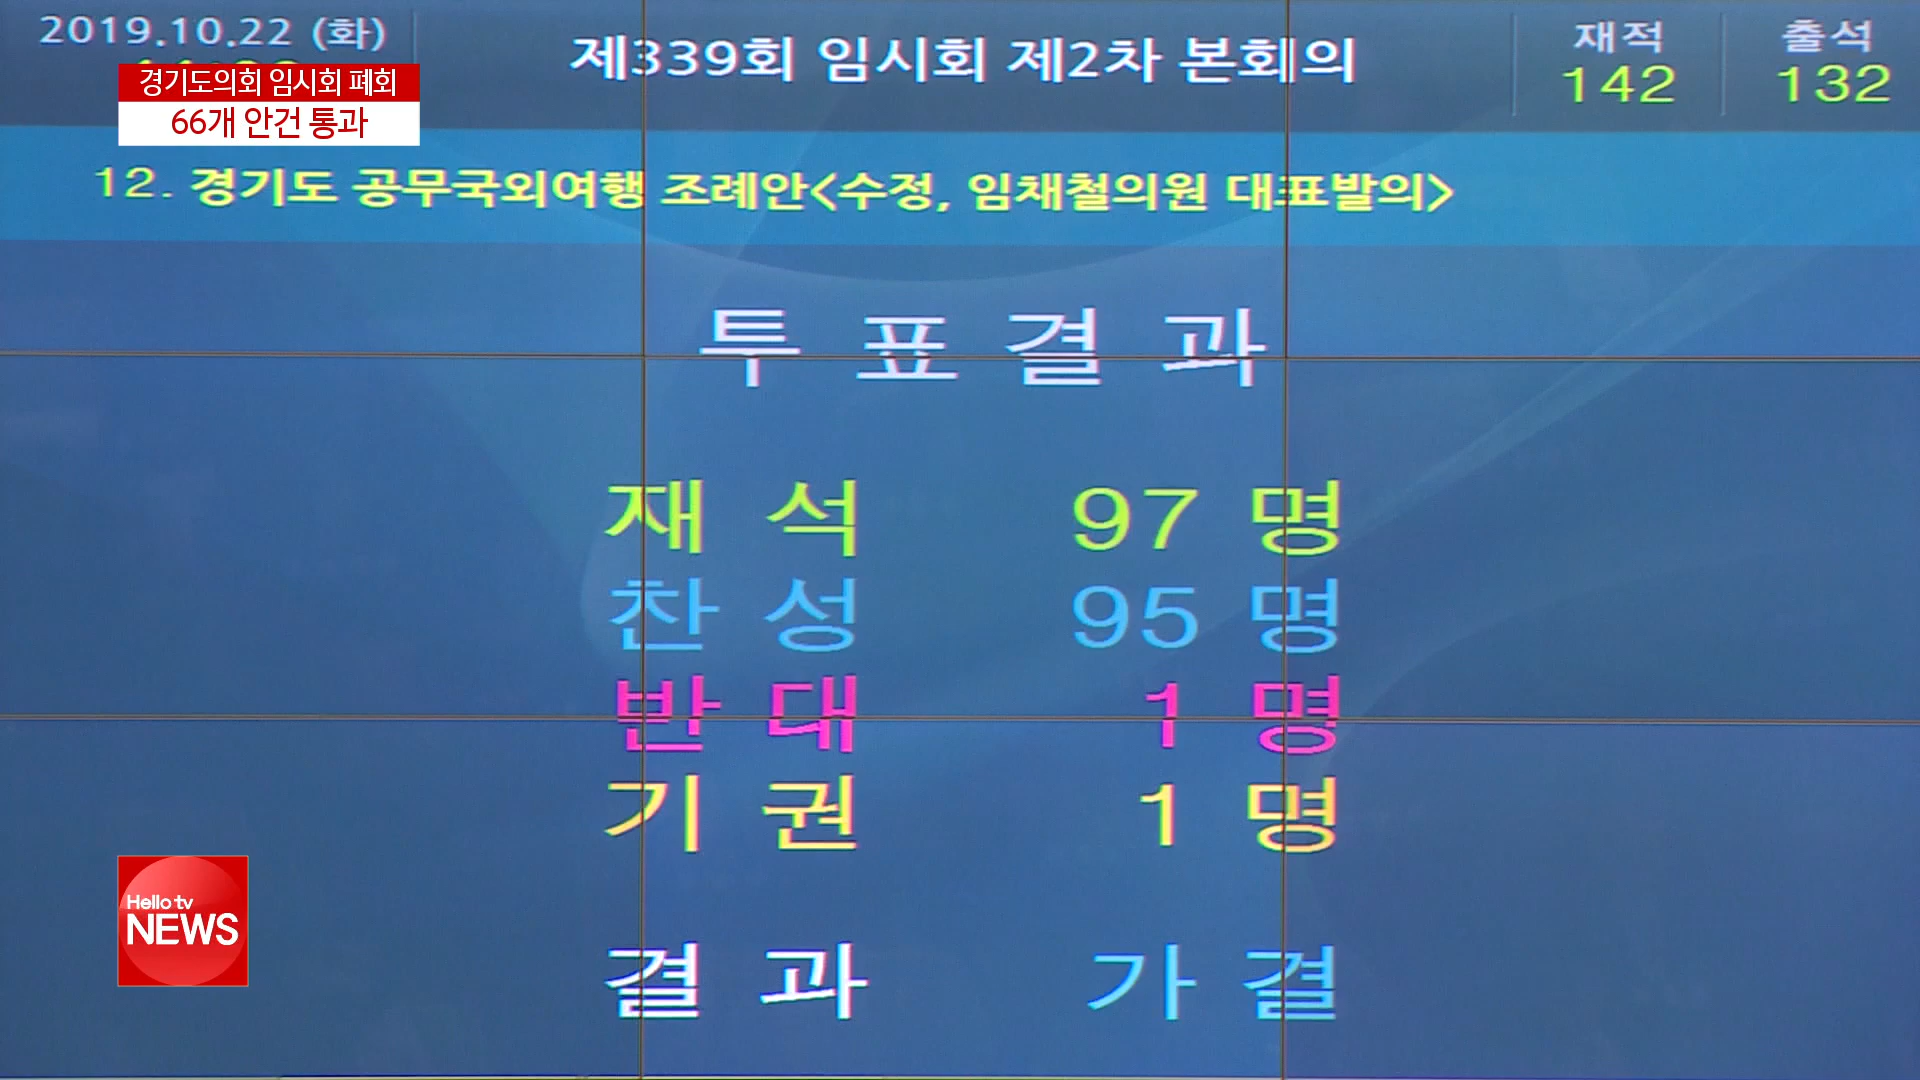 2019.10.22 (화)
제339회 임시회 제2차 본회의
재적
142
출석
132
경기도의회 임시회 폐회
66개 안건 통과
12. 경기도 공무국외여행 조례안<수정, 임채철의원 대표발의>
투표결과
재석 97명
찬성 95명
반대 1명
기권 1명
결과 가결
Hello tv
NEWS